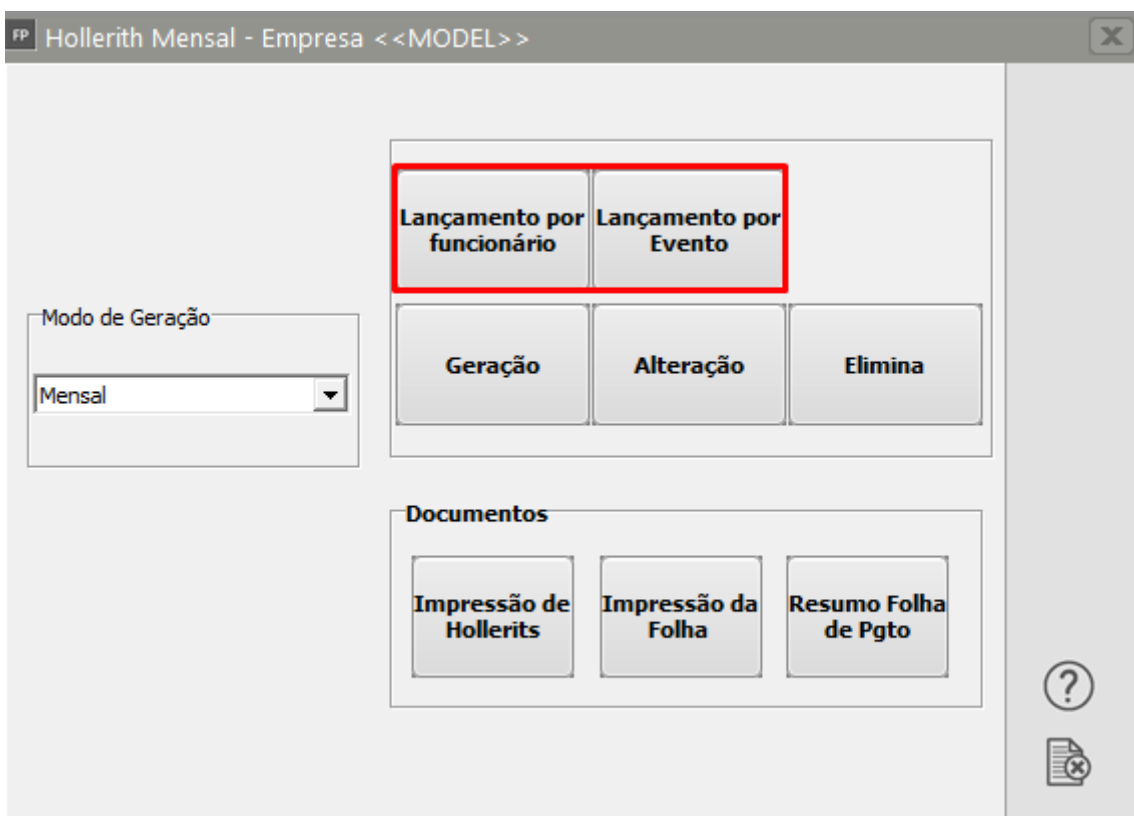 FP Hollerith Mensal - Empresa <<MODEL>>
Lançamento por
funcionário
Lançamento por
Evento
Modo de Geração
Mensal
Geração
Alteração
Elimina
Documentos
Impressão de
Hollerits
Impressão da
Folha
Resumo Folha
de Pgto
?